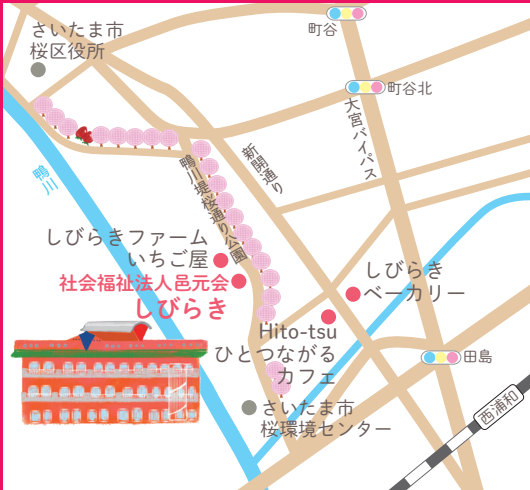 さいたま市
桜区役所
町谷
町谷北
大宮バイパス
新開通り
鴨川
鴨川堤桜通り公園
しびらきファーム
いちご屋
社会福祉法人邑元会
しびらき
しびらき
ベーカリー
Hito-tsu
ひとつながる
カフェ
田島
さいたま市
桜環境センター
西浦和